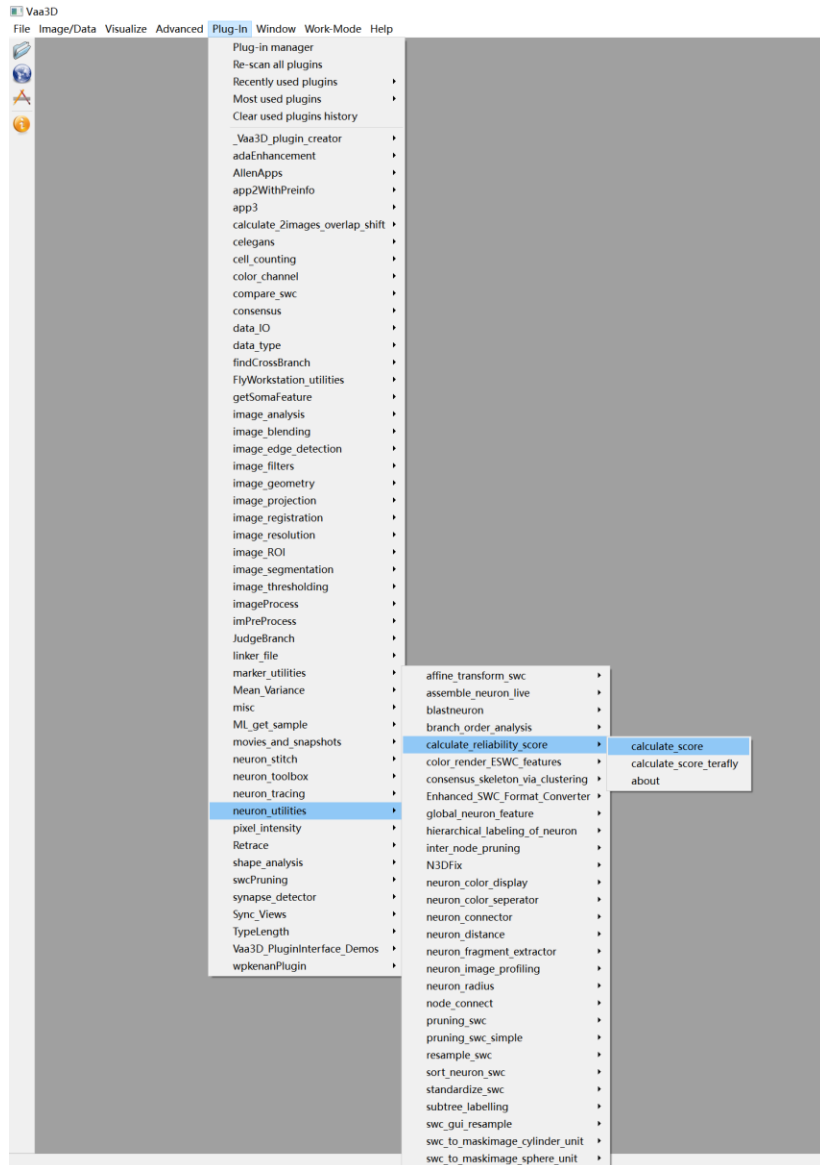 Vaa3D
File Image/Data Visualize Advanced Plug-In Window Work-Mode Help
Plug-in manager
Re-scan all plugins
Recently used plugins
Most used plugins
Clear used plugins history
_Vaa3D_plugin_creator
adaEnhancement
AllenApps
app2WithPreinfo
app3
calculate_2images_overlap_shift
celegans
cell_counting
color_channel
compare_swc
consensus
data_IO
data_type
findCrossBranch
FlyWorkstation_utilities
getSomaFeature
image_analysis
image_blending
image_edge_detection
image_filters
image_geometry
image_projection
image_registration
image_resolution
image_ROI
image_segmentation
image_thresholding
imageProcess
imPreProcess
JudgeBranch
linker_file
marker_utilities
Mean_Variance
misc
ML_get_sample
movies_and_snapshots
neuron_stitch
neuron_toolbox
neuron_tracing
neuron_utilities
pixel_intensity
Retrace
shape_analysis
swcPruning
synapse_detector
Sync_Views
TypeLength
Vaa3D_PluginInterface_Demos
wpkenanPlugin
affine_transform_swc
assemble_neuron_live
blastneuron
branch_order_analysis
calculate_reliability_score
color_render_ESWC_features
consensus_skeleton_via_clustering
Enhanced_SWC_Format_Converter
global_neuron_feature
hierarchical_labeling_of_neuron
inter_node_pruning
N3DFix
neuron_color_display
neuron_color_seperator
neuron_connector
neuron_distance
neuron_fragment_extractor
neuron_image_profiling
neuron_radius
node_connect
pruning_swc
pruning_swc_simple
resample_swc
sort_neuron_swc
standardize_swc
subtree_labelling
swc_gui_resample
swc_to_maskimage_cylinder_unit
swc_to_maskimage_sphere_unit
calculate_score
calculate_score_terafly
about